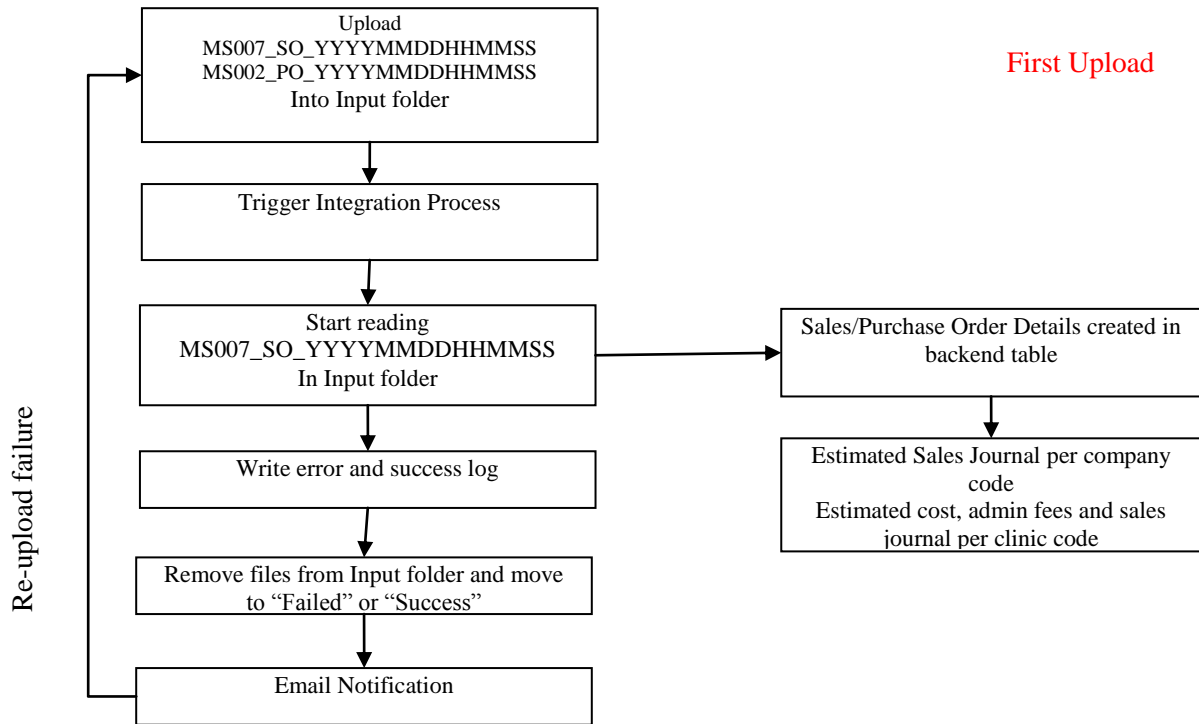 Upload
MS007_SO_YYYYMMDDHHMMSS
MS002_PO_YYYYMMDDHHMMSS
Into Input folder
First Upload
Trigger Integration Process
Start reading
MS007_SO_YYYYMMDDHHMMSS
In Input folder
Sales/Purchase Order Details created in
backend table
Write error and success log
Estimated Sales Journal per company
code
Estimated cost, admin fees and sales
journal per clinic code
Remove files from Input folder and move
to “Failed” or “Success”
Email Notification
Re-upload failure